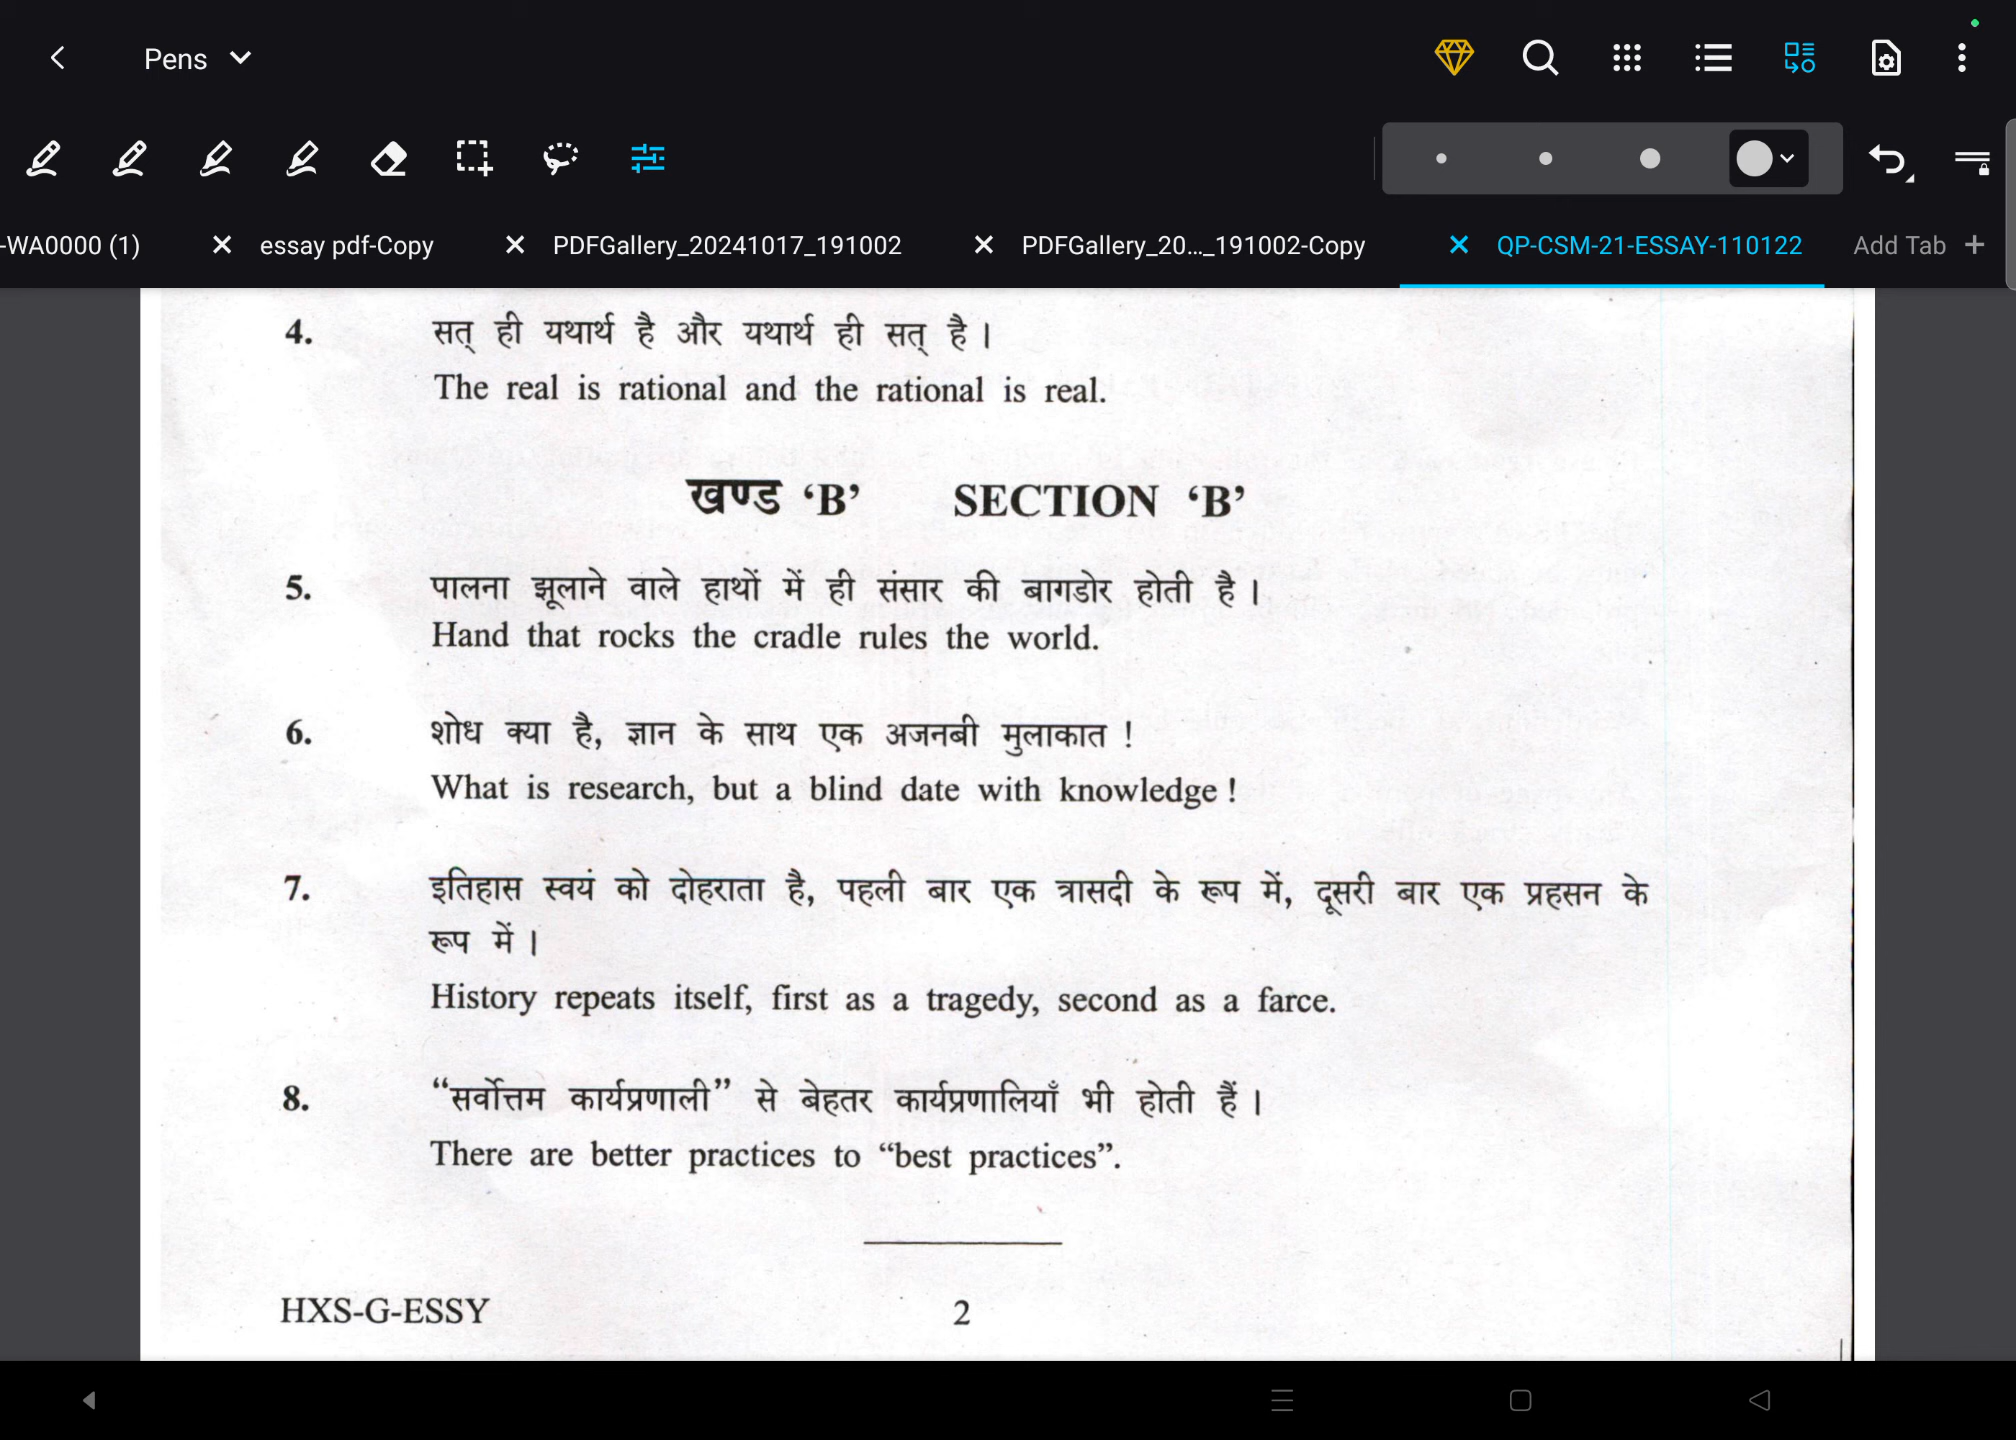 Pens
-WA0000 (1)
essay pdf-Copy
PDFGallery_20241017_191002
PDFGallery_20..._191002-Copy
QP-CSM-21-ESSAY-110122
Add Tab +
4. सत् ही यथार्थ है और यथार्थ ही सत् है ।
The real is rational and the rational is real.
खण्ड ‘B’ SECTION ‘B’
5. पालना झूलाने वाले हाथों में ही संसार की बागडोर होती है ।
Hand that rocks the cradle rules the world.
6. शोध क्या है, ज्ञान के साथ एक अजनबी मुलाकात !
What is research, but a blind date with knowledge !
7. इतिहास स्वयं को दोहराता है, पहली बार एक त्रासदी के रूप में, दूसरी बार एक प्रहसन के
रूप में ।
History repeats itself, first as a tragedy, second as a farce.
8. “सर्वोत्तम कार्यप्रणाली” से बेहतर कार्यप्रणालियाँ भी होती हैं ।
There are better practices to “best practices”.
HXS-G-ESSY 2